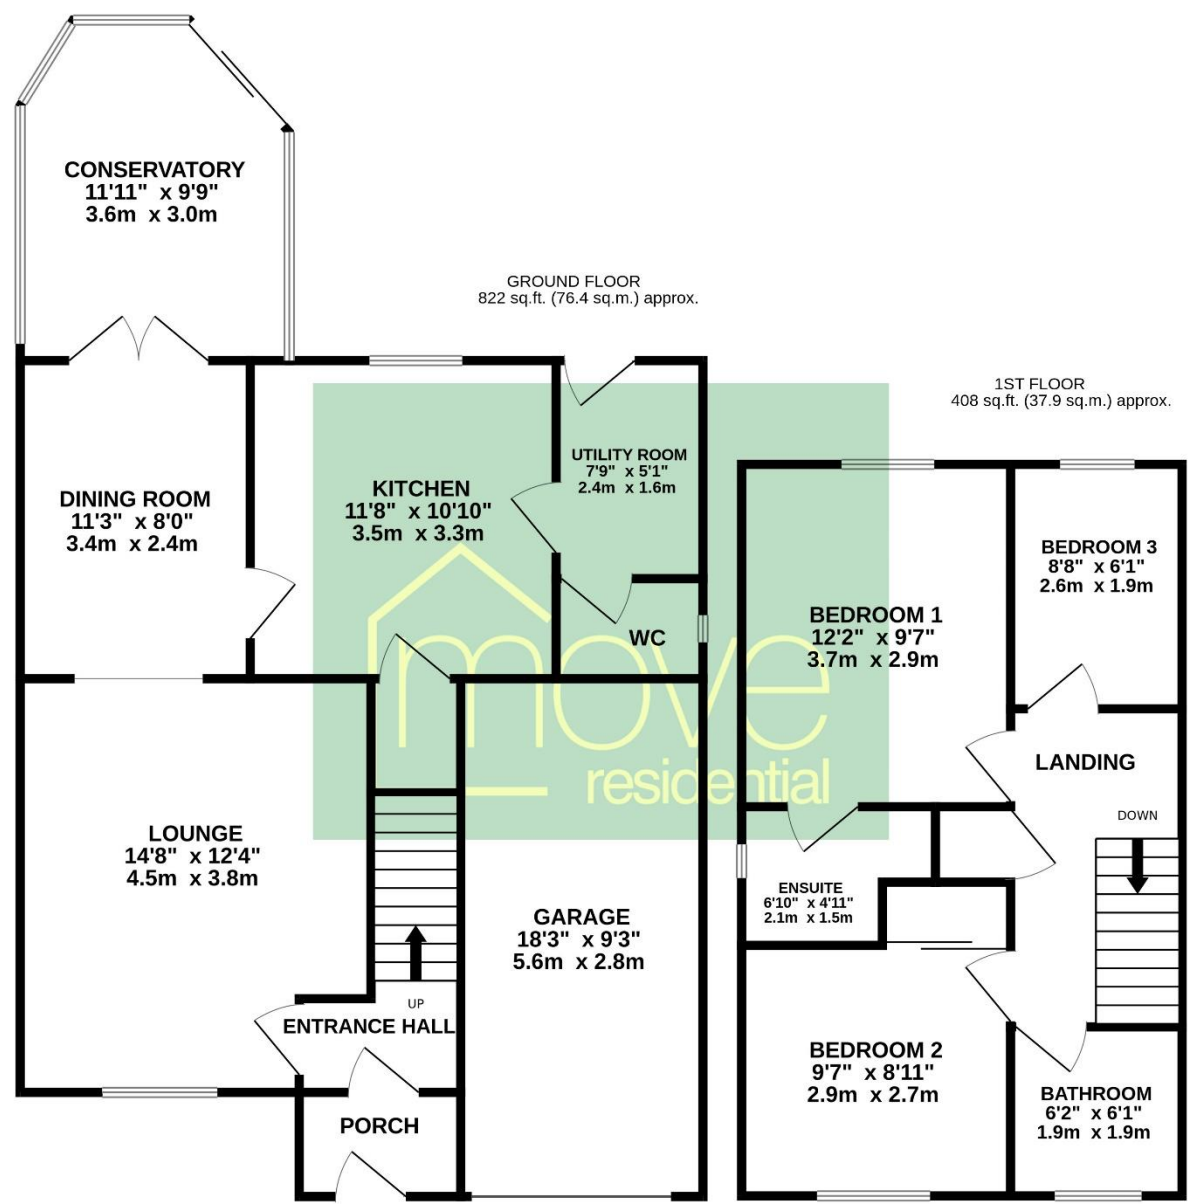 CONSERVATORY
11'11" x 9'9"
3.6m x 3.0m
GROUND FLOOR
822 sq.ft. (76.4 sq.m.) approx.
DINING ROOM
11'3" x 8'0"
3.4m x 2.4m
KITCHEN
11'8" x 10'10"
3.5m x 3.3m
UTILITY ROOM
7'9" x 5'1"
2.4m x 1.6m
WC
LOUNGE
14'8" x 12'4"
4.5m x 3.8m
GARAGE
18'3" x 9'3"
5.6m x 2.8m
UP
ENTRANCE HALL
PORCH
move
residential
1ST FLOOR
408 sq.ft. (37.9 sq.m.) approx.
BEDROOM 1
12'2" x 9'7"
3.7m x 2.9m
BEDROOM 3
8'8" x 6'1"
2.6m x 1.9m
LANDING
DOWN
ENSUITE
6'10" x 4'11"
2.1m x 1.5m
BEDROOM 2
9'7" x 8'11"
2.9m x 2.7m
BATHROOM
6'2" x 6'1"
1.9m x 1.9m